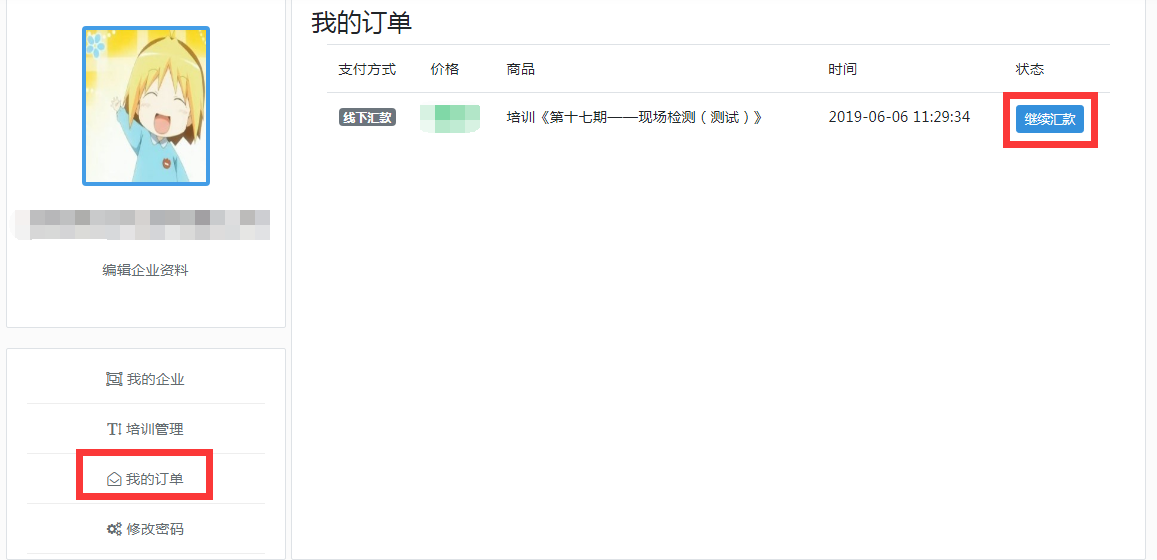 编辑企业资料
我的企业
TI 培训管理
我的订单
修改密码
我的订单
支付方式 价格 商品 时间 状态
线下汇款 培训《第十七期——现场检测（测试）》 2019-06-06 11:29:34 继续汇款